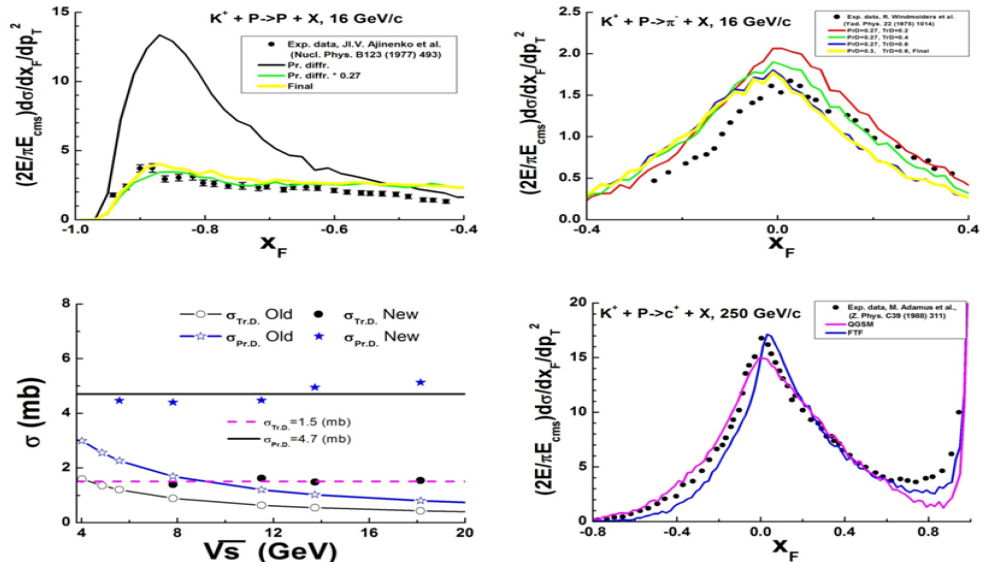 K⁺ + P->P + X, 16 GeV/c
Exp. data, JI.V. Ajinenko et al.
(Nucl. Phys. B123 (1977) 493)
Pr. diffr.
Pr. diffr. * 0.27
Final
(2E/πE_cms)dσ/dx_F/dp_T²
15
10
5
0
-1.0 -0.8 -0.6 -0.4
X_F
K⁺ + P->π⁻ + X, 16 GeV/c
Exp. data, R. Windmolders et al.
(Yad. Phys. 22 (1975) 1014)
PrD=0.27, TrD=0.2
PrD=0.27, TrD=0.4
PrD=0.27, TrD=0.6
PrD=0.3, TrD=0.6, Final
(2E/πE_cms)dσ/dx_F/dp_T²
2.5
2.0
1.5
1.0
0.5
0.0
-0.4 0.0 0.4
X_F
σ_Tr.D. Old σ_Tr.D. New
σ_Pr.D. Old σ_Pr.D. New
σ_Tr.D.=1.5 (mb)
σ_Pr.D.=4.7 (mb)
σ (mb)
8
6
4
2
0
4 8 12 16 20
√s (GeV)
K⁺ + P->c⁺ + X, 250 GeV/c
Exp. data, M. Adamus et al.,
(Z. Phys. C39 (1988) 311)
QGSM
FTF
(2E/πE_cms)dσ/dx_F/dp_T²
20
15
10
5
0
-0.8 -0.4 0.0 0.4 0.8
X_F